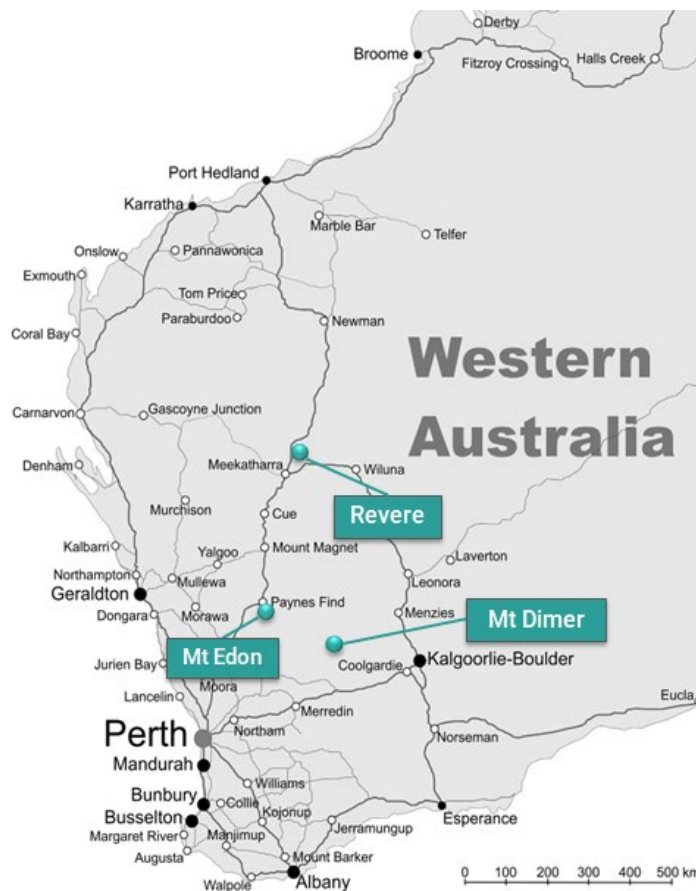 Derby
Broome
Fitzroy Crossing
Halls Creek
Port Hedland
Karratha
Marble Bar
Telfer
Onslow
Pannawonica
Exmouth
Tom Price
Paraburdoo
Newman
Coral Bay
Western
Australia
Carnarvon
Gascoyne Junction
Denham
Meekatharra
Wiluna
Murchison
Revere
Cue
Kalbarri
Yalgoo
Mount Magnet
Laverton
Northampton
Mullewa
Leonora
Geraldton
Paynes Find
Dongara
Morawa
Menzies
Mt Dimer
Mt Edon
Jurien Bay
Coolgardie
Kalgoorlie-Boulder
Moora
Lancelin
Merredin
Eucla
Perth
Northam
Norseman
Mandurah
Williams
Bunbury
Collie
Busselton
Kojonup
Margaret River
Manjimup
Jerramungup
Esperance
Augusta
Mount Barker
Walpole
Albany
0 100 200 300 400 500 km